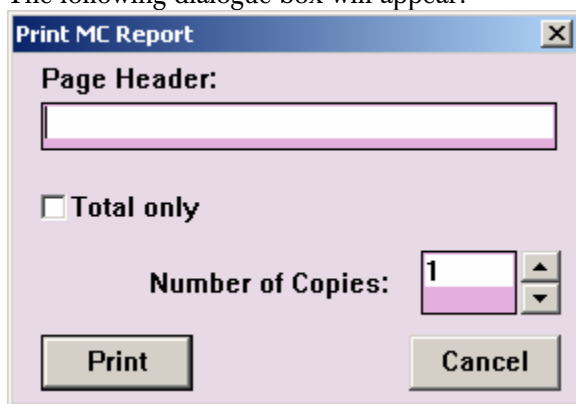 The following dialogue box will appear:
Print MC Report
Page Header:
Total only
Number of Copies: 1
Print Cancel